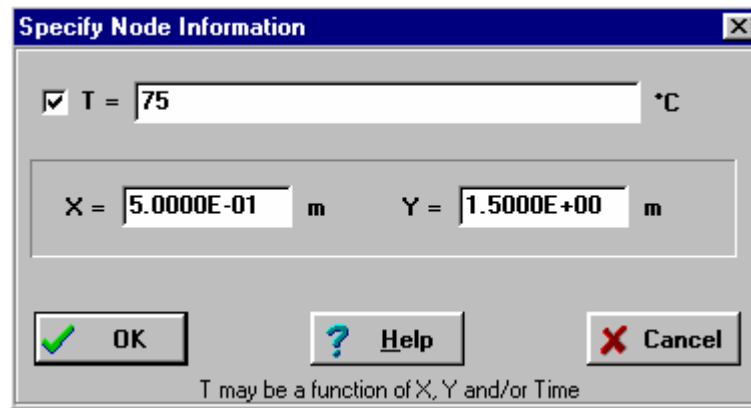 Specify Node Information
T = 75 °C
X = 5.0000E-01 m Y = 1.5000E+00 m
OK Help Cancel
T may be a function of X, Y and/or Time